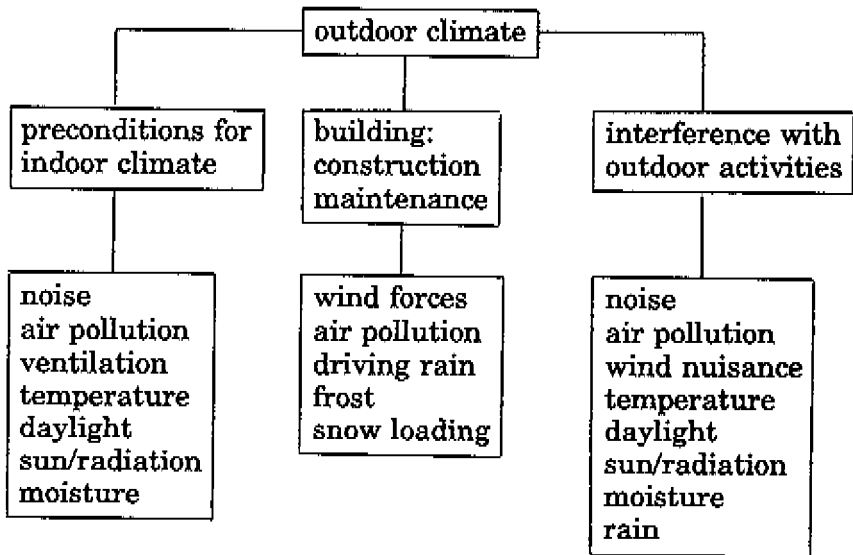 outdoor climate
preconditions for
indoor climate
building:
construction
maintenance
interference with
outdoor activities
noise
air pollution
ventilation
temperature
daylight
sun/radiation
moisture
wind forces
air pollution
driving rain
frost
snow loading
noise
air pollution
wind nuisance
temperature
daylight
sun/radiation
moisture
rain